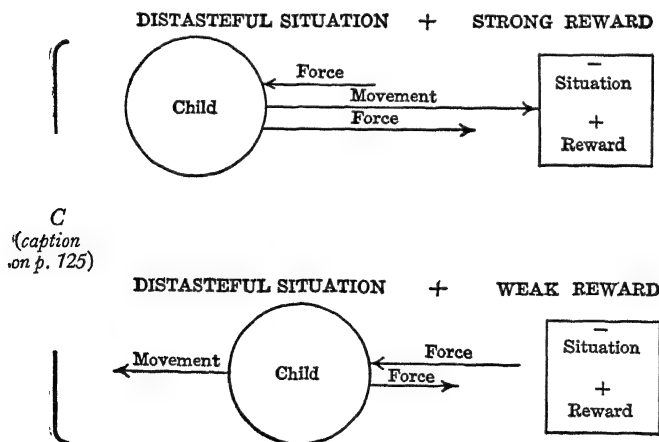 DISTASTEFUL SITUATION + STRONG REWARD
Force
Movement
Force
Child
−
Situation
+
Reward
C
(caption
on p. 125)
DISTASTEFUL SITUATION + WEAK REWARD
Movement
Child
Force
Force
−
Situation
+
Reward